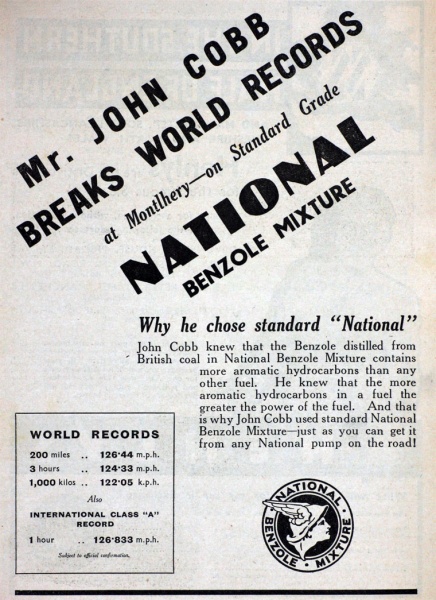 Mr. JOHN COBB
BREAKS WORLD RECORDS
at Montlhery—on Standard Grade
NATIONAL
BENZOLE MIXTURE
Why he chose standard "National"
John Cobb knew that the Benzole distilled from
British coal in National Benzole Mixture contains
more aromatic hydrocarbons than any
other fuel. He knew that the more
aromatic hydrocarbons in a fuel the
greater the power of the fuel. And that
is why John Cobb used standard National
Benzole Mixture—just as you can get it
from any National pump on the road!
WORLD RECORDS
200 miles .. 126·44 m.p.h.
3 hours .. 124·33 m.p.h.
1,000 kilos .. 122·05 k.p.h.
Also
INTERNATIONAL CLASS "A"
RECORD
1 hour .. 126·833 m.p.h.
Subject to official confirmation.
NATIONAL
BENZOLE · MIXTURE